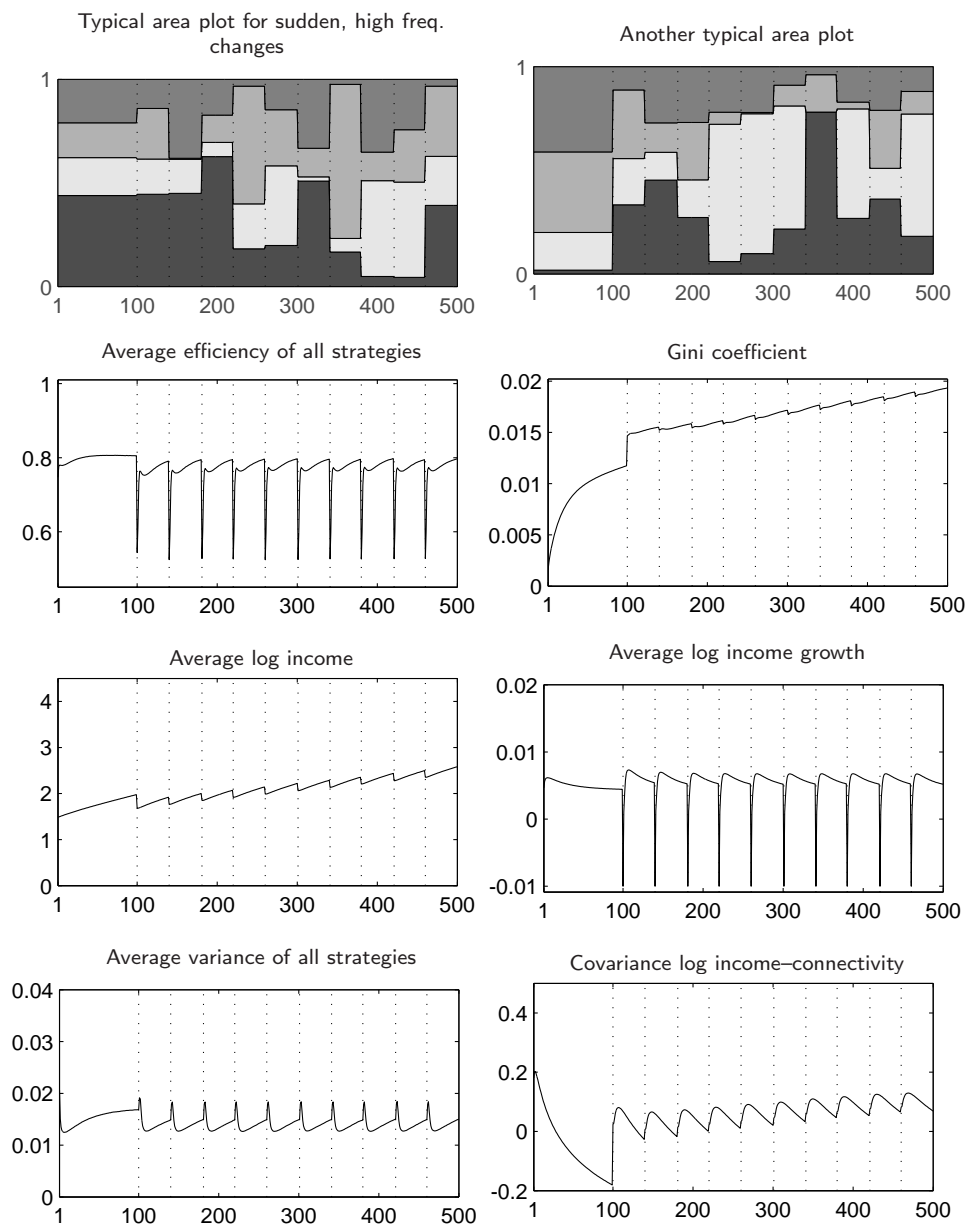 Typical area plot for sudden, high freq.
changes
1
0
1 100 200 300 400 500
Another typical area plot
1
0
1 100 200 300 400 500
Average efficiency of all strategies
1
0.8
0.6
1 100 200 300 400 500
Gini coefficient
0.02
0.015
0.01
0.005
0
1 100 200 300 400 500
Average log income
4
3
2
1
0
1 100 200 300 400 500
Average log income growth
0.02
0.01
0
-0.01
1 100 200 300 400 500
Average variance of all strategies
0.04
0.03
0.02
0.01
0
1 100 200 300 400 500
Covariance log income–connectivity
0.4
0.2
0
-0.2
1 100 200 300 400 500